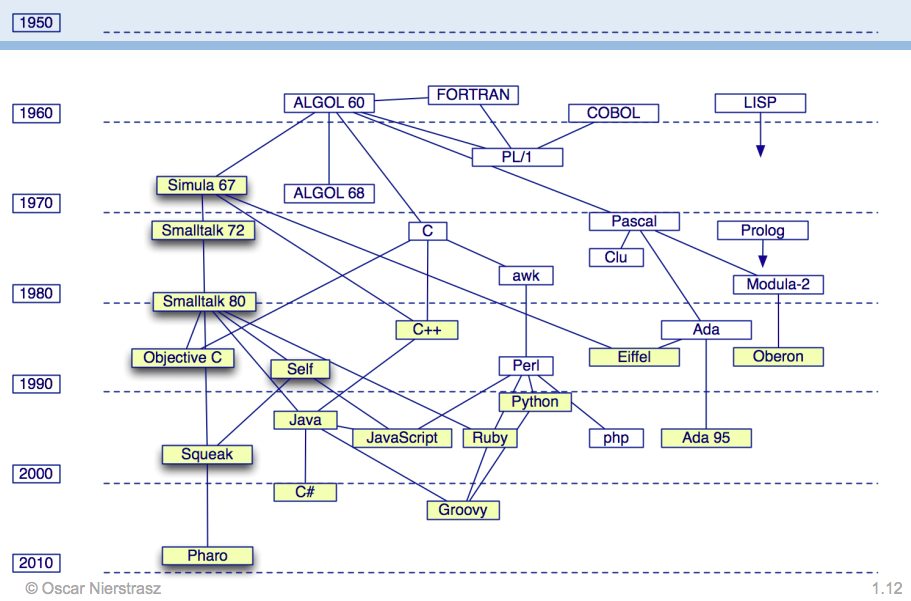 1950
FORTRAN
ALGOL 60
LISP
1960
COBOL
PL/1
Simula 67
ALGOL 68
1970
Pascal
Smalltalk 72
C
Prolog
Clu
awk
Modula-2
1980
Smalltalk 80
C++
Ada
Objective C
Eiffel
Oberon
Self
Perl
1990
Python
Java
JavaScript
Ruby
php
Ada 95
Squeak
2000
C#
Groovy
Pharo
2010
© Oscar Nierstrasz
1.12